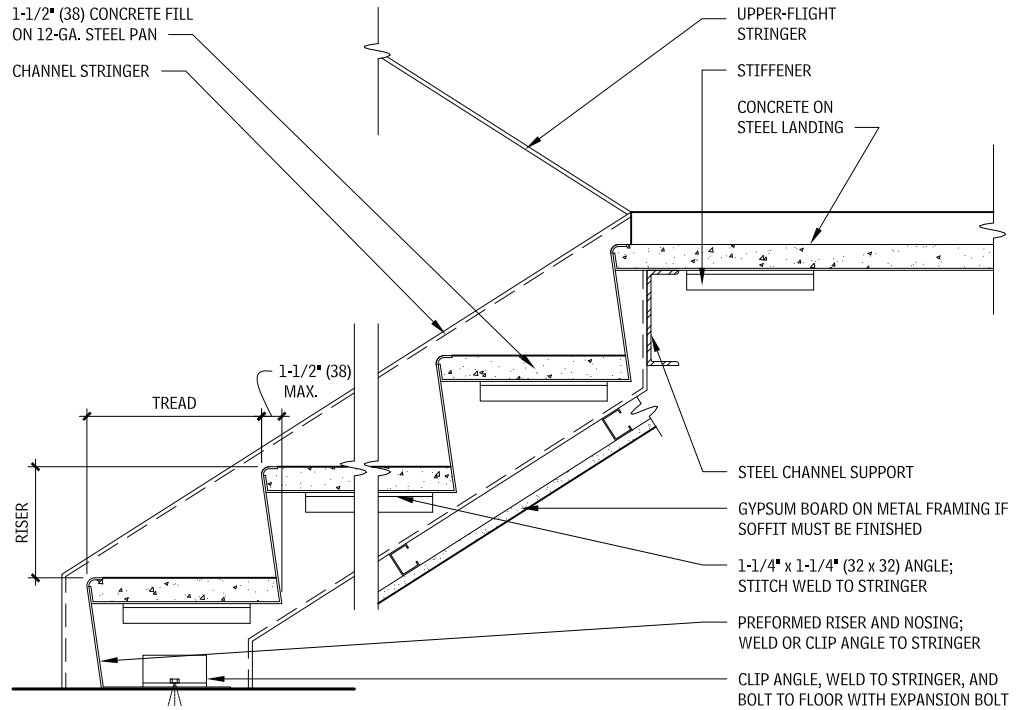 1-1/2" (38) CONCRETE FILL
ON 12-GA. STEEL PAN
CHANNEL STRINGER
UPPER-FLIGHT
STRINGER
STIFFENER
CONCRETE ON
STEEL LANDING
1-1/2" (38)
MAX.
TREAD
RISER
STEEL CHANNEL SUPPORT
GYPSUM BOARD ON METAL FRAMING IF
SOFFIT MUST BE FINISHED
1-1/4" x 1-1/4" (32 x 32) ANGLE;
STITCH WELD TO STRINGER
PREFORMED RISER AND NOSING;
WELD OR CLIP ANGLE TO STRINGER
CLIP ANGLE, WELD TO STRINGER, AND
BOLT TO FLOOR WITH EXPANSION BOLT